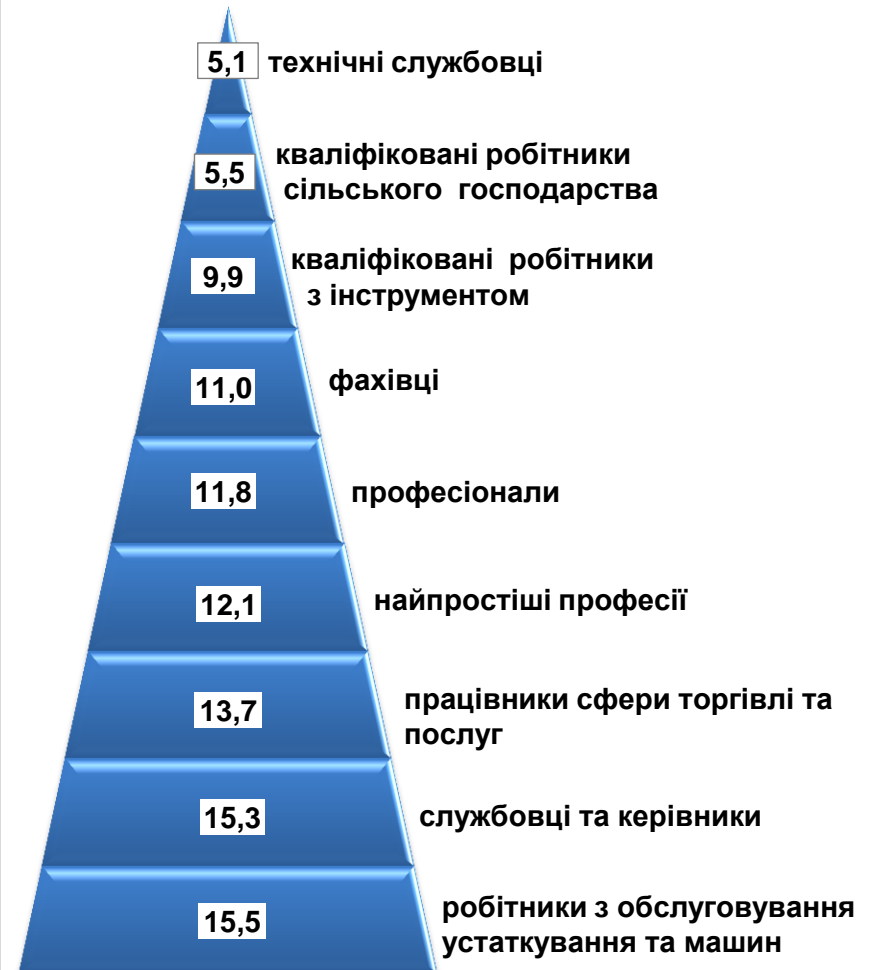 5,1 технічні службовці
кваліфіковані робітники
5,5 сільського господарства
кваліфіковані робітники
9,9 з інструментом
11,0 фахівці
11,8 професіонали
12,1 найпростіші професії
13,7 працівники сфери торгівлі та
послуг
15,3 службовці та керівники
15,5 робітники з обслуговування
устаткування та машин